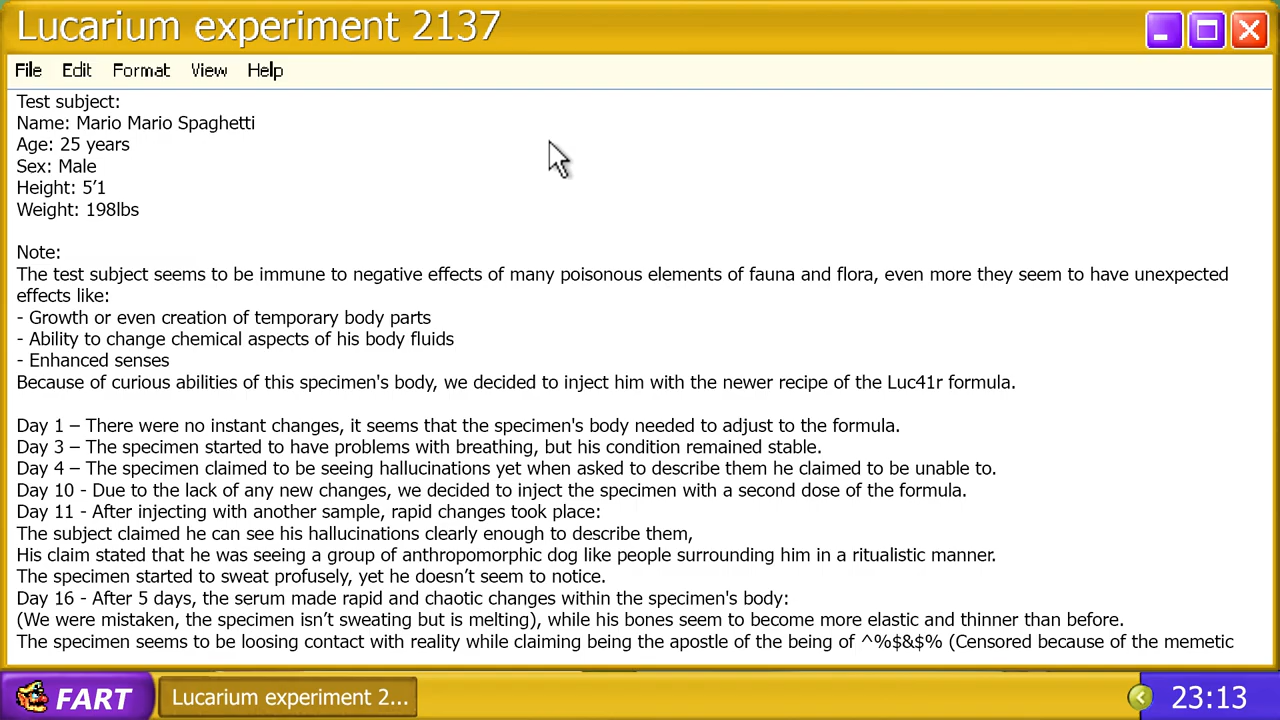 Lucarium experiment 2137
File Edit Format View Help
Test subject:
Name: Mario Mario Spaghetti
Age: 25 years
Sex: Male
Height: 5'1
Weight: 198lbs
Note:
The test subject seems to be immune to negative effects of many poisonous elements of fauna and flora, even more they seem to have unexpected
effects like:
- Growth or even creation of temporary body parts
- Ability to change chemical aspects of his body fluids
- Enhanced senses
Because of curious abilities of this specimen's body, we decided to inject him with the newer recipe of the Luc41r formula.
Day 1 – There were no instant changes, it seems that the specimen's body needed to adjust to the formula.
Day 3 – The specimen started to have problems with breathing, but his condition remained stable.
Day 4 – The specimen claimed to be seeing hallucinations yet when asked to describe them he claimed to be unable to.
Day 10 - Due to the lack of any new changes, we decided to inject the specimen with a second dose of the formula.
Day 11 - After injecting with another sample, rapid changes took place:
The subject claimed he can see his hallucinations clearly enough to describe them,
His claim stated that he was seeing a group of anthropomorphic dog like people surrounding him in a ritualistic manner.
The specimen started to sweat profusely, yet he doesn’t seem to notice.
Day 16 - After 5 days, the serum made rapid and chaotic changes within the specimen's body:
(We were mistaken, the specimen isn’t sweating but is melting), while his bones seem to become more elastic and thinner than before.
The specimen seems to be loosing contact with reality while claiming being the apostle of the being of ^%$&$% (Censored because of the memetic
FART Lucarium experiment 2... 23:13